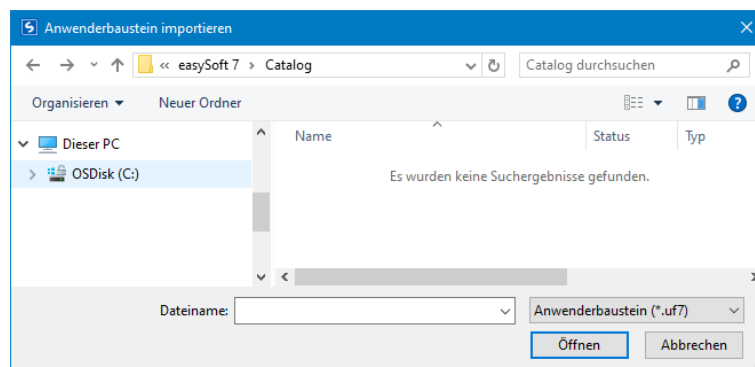 Anwenderbaustein importieren
« easySoft 7 > Catalog
Catalog durchsuchen
Organisieren
Neuer Ordner
Dieser PC
OSDisk (C:)
Name
Status
Typ
Es wurden keine Suchergebnisse gefunden.
Dateiname:
Anwenderbaustein (*.uf7)
Öffnen
Abbrechen